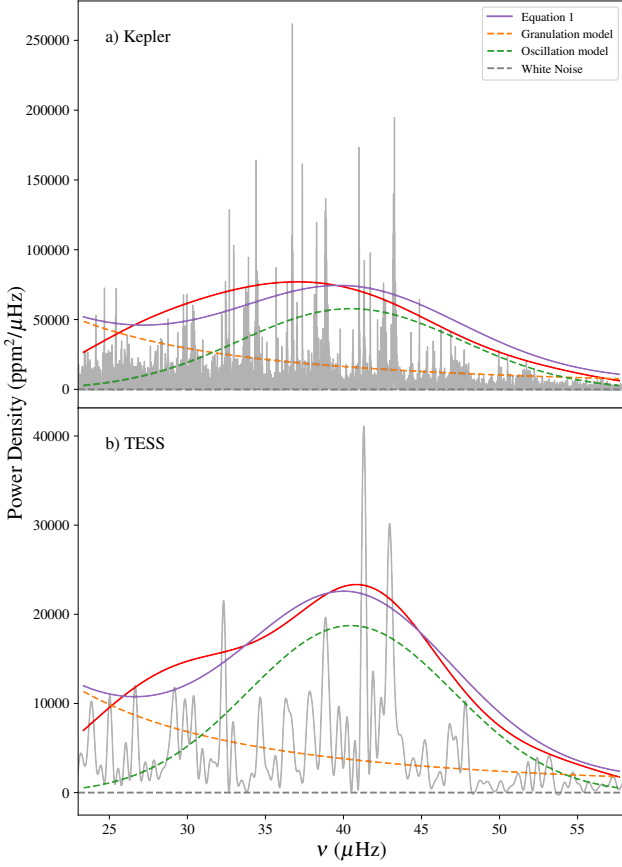 a) Kepler
Equation 1
Granulation model
Oscillation model
White Noise
250000
200000
150000
100000
50000
0
Power Density (ppm²/μHz)
b) TESS
40000
30000
20000
10000
0
25 30 35 40 45 50 55
ν (μHz)